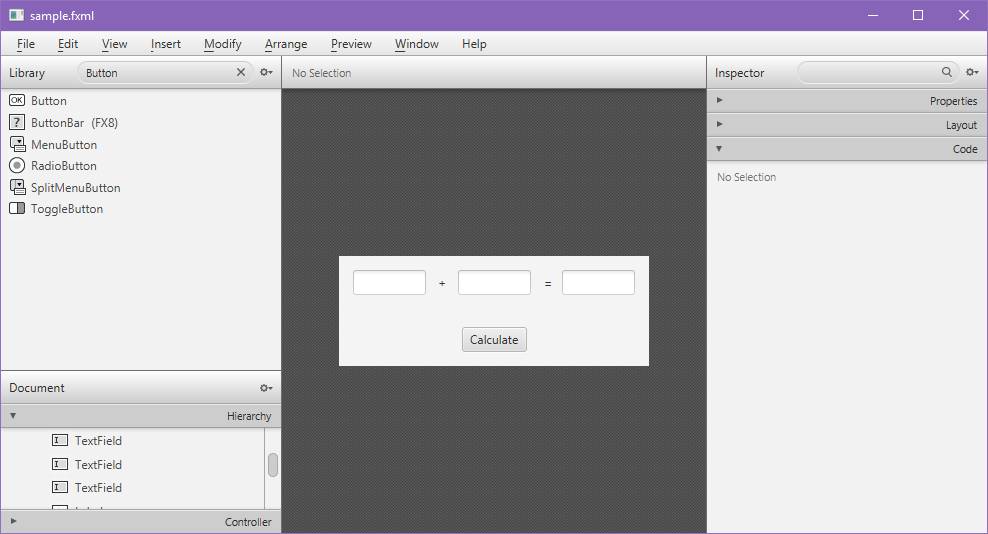 sample.fxml
File Edit View Insert Modify Arrange Preview Window Help
Library Button
OK Button
? ButtonBar (FX8)
MenuButton
RadioButton
SplitMenuButton
ToggleButton
Document
Hierarchy
TextField
TextField
TextField
Controller
No Selection
+ =
Calculate
Inspector
Properties
Layout
Code
No Selection